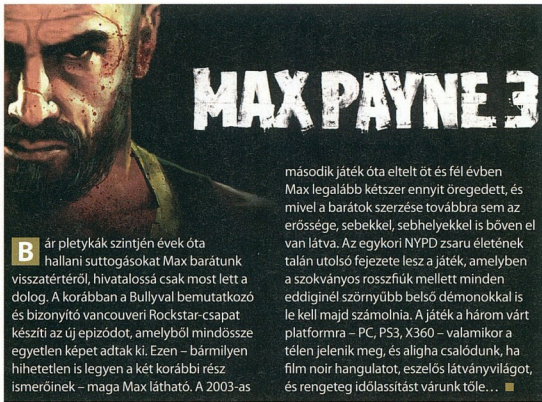 MAX PAYNE 3
Bár pletykák szintjén évek óta
hallani suttogásokat Max barátunk
visszatértéről, hivatalossá csak most lett a
dolog. A korábban a Bullyval bemutatkozó
és bizonyító vancouveri Rockstar-csapat
készíti az új epizódot, amelyből mindössze
egyetlen képet adtak ki. Ezen – bármilyen
hihetetlen is legyen a két korábbi rész
ismerőinek – maga Max látható. A 2003-as
második játék óta eltelt öt és fél évben
Max legalább kétszer ennyit öregedett, és
mivel a barátok szerzése továbbra sem az
erőssége, sebekkel, sebhelyekkel is bőven el
van látva. Az egykori NYPD zsaru életének
talán utolsó fejezete lesz a játék, amelyben
a szokványos rosszfiúk mellett minden
eddiginél szörnyűbb belső démonokkal is
le kell majd számolnia. A játék a három várt
platformra – PC, PS3, X360 – valamikor a
télen jelenik meg, és aligha csalódunk, ha
film noir hangulatot, eszelős látványvilágot,
és rengeteg időlassítást várunk tőle…